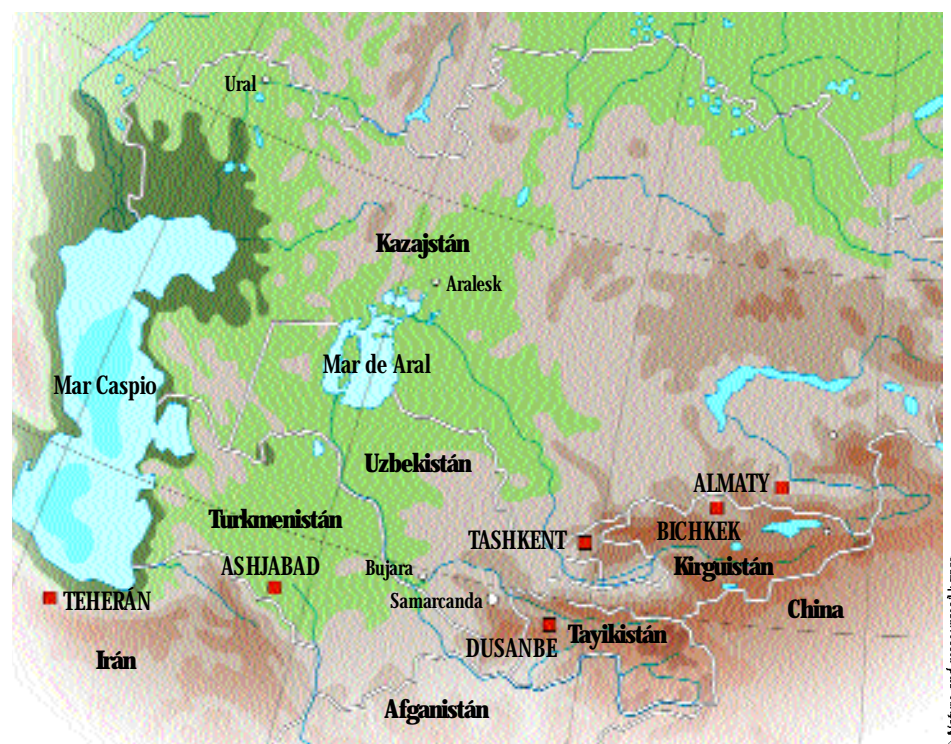 Ural
Kazajstán
Aralesk
Mar de Aral
Mar Caspio
Uzbekistán
ALMATY
Turkmenistán
BICHKEK
TASHKENT
ASHJABAD
Bujara
Kirguistán
TEHERÁN
Samarcanda
China
DUSANBE
Tayikistán
Irán
Afganistán